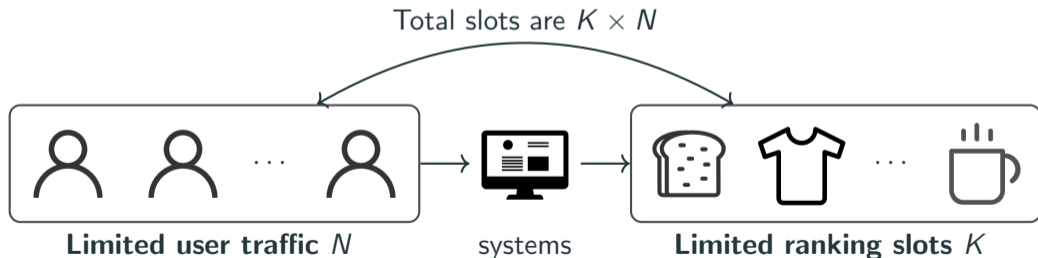 Total slots are K × N
...
...
Limited user traffic N
systems
Limited ranking slots K